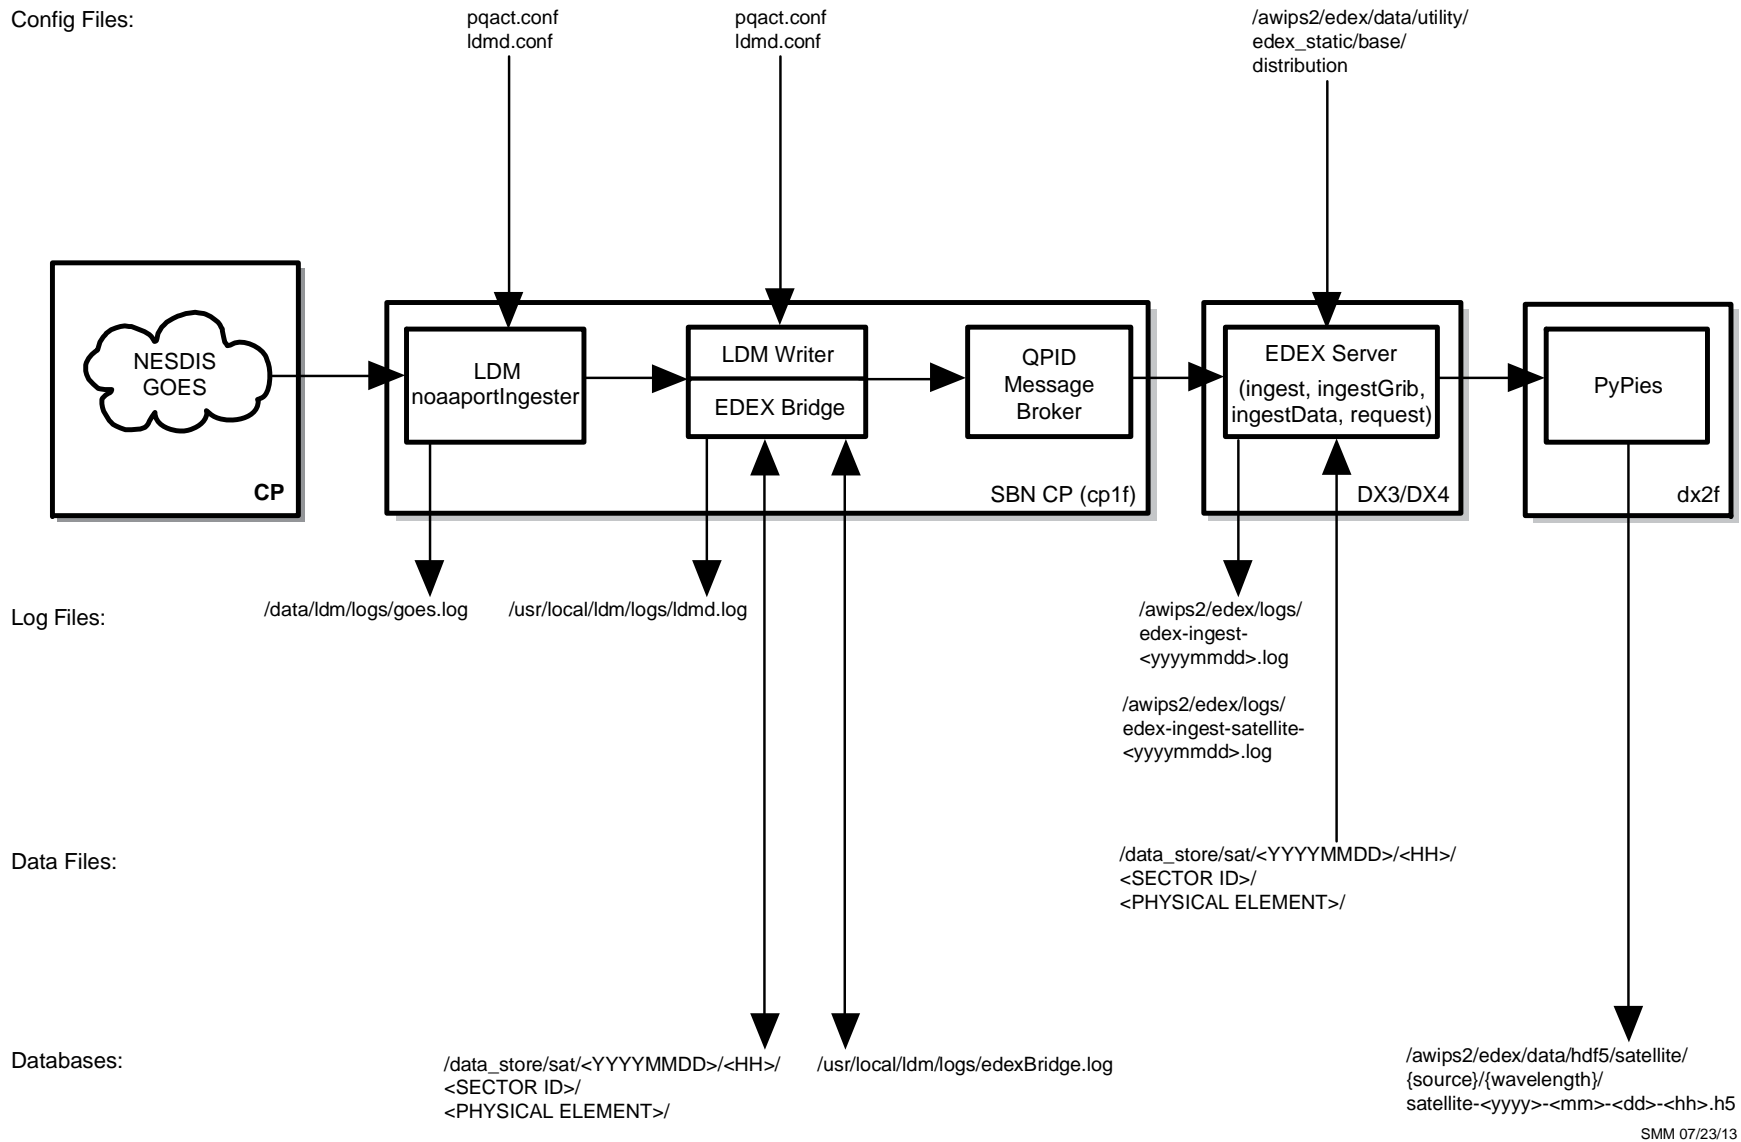 Config Files:
pqact.conf
ldmd.conf
pqact.conf
ldmd.conf
/awips2/edex/data/utility/
edex_static/base/
distribution
NESDIS
GOES
CP
LDM
noaaportIngester
LDM Writer
EDEX Bridge
QPID
Message
Broker
SBN CP (cp1f)
EDEX Server
(ingest, ingestGrib,
ingestData, request)
DX3/DX4
PyPies
dx2f
Log Files:
/data/ldm/logs/goes.log
/usr/local/ldm/logs/ldmd.log
/awips2/edex/logs/
edex-ingest-
<yyyymmdd>.log
/awips2/edex/logs/
edex-ingest-satellite-
<yyyymmdd>.log
Data Files:
/data_store/sat/<YYYYMMDD>/<HH>/
<SECTOR ID>/
<PHYSICAL ELEMENT>/
Databases:
/data_store/sat/<YYYYMMDD>/<HH>/
<SECTOR ID>/
<PHYSICAL ELEMENT>/
/usr/local/ldm/logs/edexBridge.log
/awips2/edex/data/hdf5/satellite/
{source}/{wavelength}/
satellite-<yyyy>-<mm>-<dd>-<hh>.h5
SMM 07/23/13